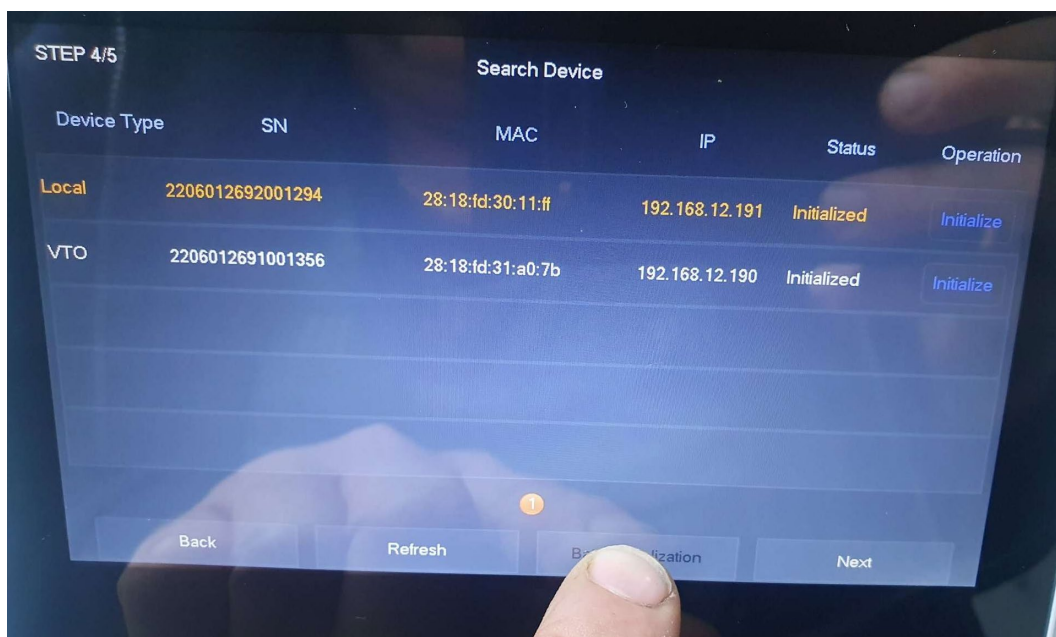 STEP 4/5
Search Device
Device Type SN MAC IP Status Operation
Local 2206012692001294 28:18:fd:30:11:ff 192.168.12.191 Initialized Initialize
VTO 2206012691001356 28:18:fd:31:a0:7b 192.168.12.190 Initialized Initialize
1
Back Refresh Next